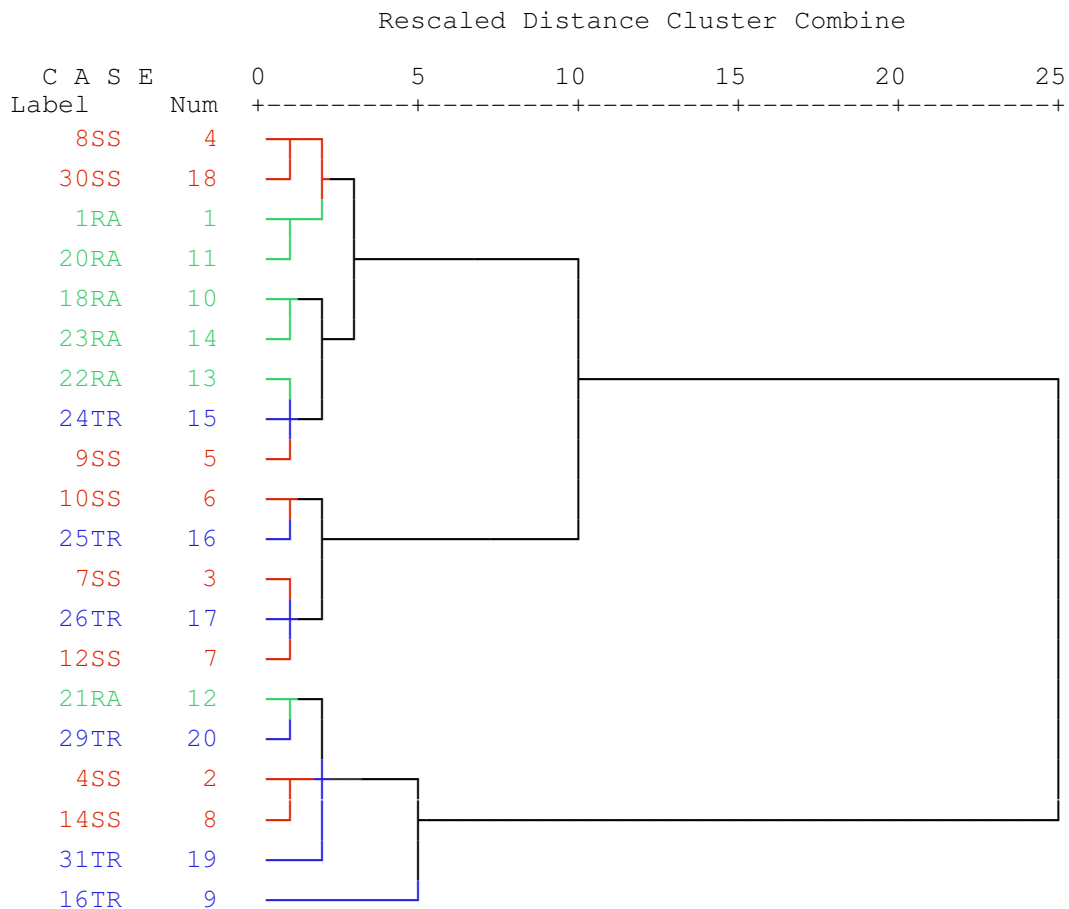 Rescaled Distance Cluster Combine
C A S E 0 5 10 15 20 25
Label Num +---------+---------+---------+---------+---------+
8SS 4
30SS 18
1RA 1
20RA 11
18RA 10
23RA 14
22RA 13
24TR 15
9SS 5
10SS 6
25TR 16
7SS 3
26TR 17
12SS 7
21RA 12
29TR 20
4SS 2
14SS 8
31TR 19
16TR 9